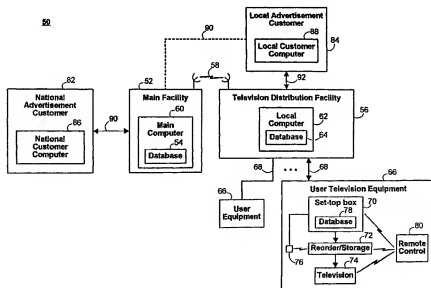 50
90
Local Advertisement
Customer
88
Local Customer
Computer
84
58
92
82
National Advertisement
Customer
86
National
Customer
Computer
90
52
Main Facility
60
Main
Computer
54
Database
Television Distribution Facility
56
62
Local
Computer
Database
64
68
...
68
66
User
Equipment
66
User Television Equipment
Set-top box
70
78
Database
72
Reorder/Storage
76
74
Television
80
Remote
Control